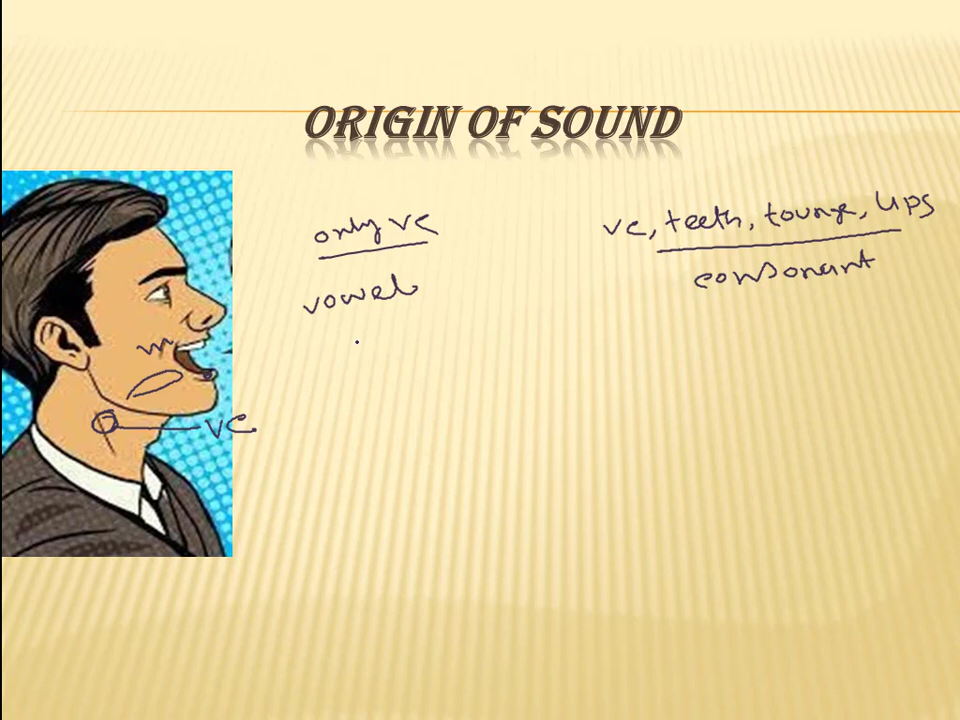 ORIGIN OF SOUND
only vc
vowel
vc, teeth, tounge, lips
consonant
vc